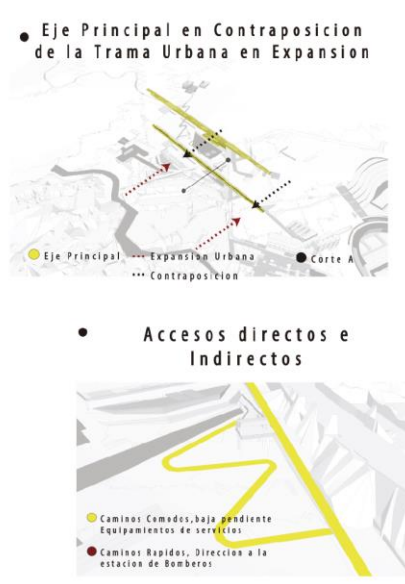 Eje Principal en Contraposicion
de la Trama Urbana en Expansion
Eje Principal
Expansion Urbana
Corte A
Contraposicion
Accesos directos e
Indirectos
Caminos Comodos,baja pendiente
Equipamientos de servicios
Caminos Rapidos, Direccion a la
estacion de Bomberos